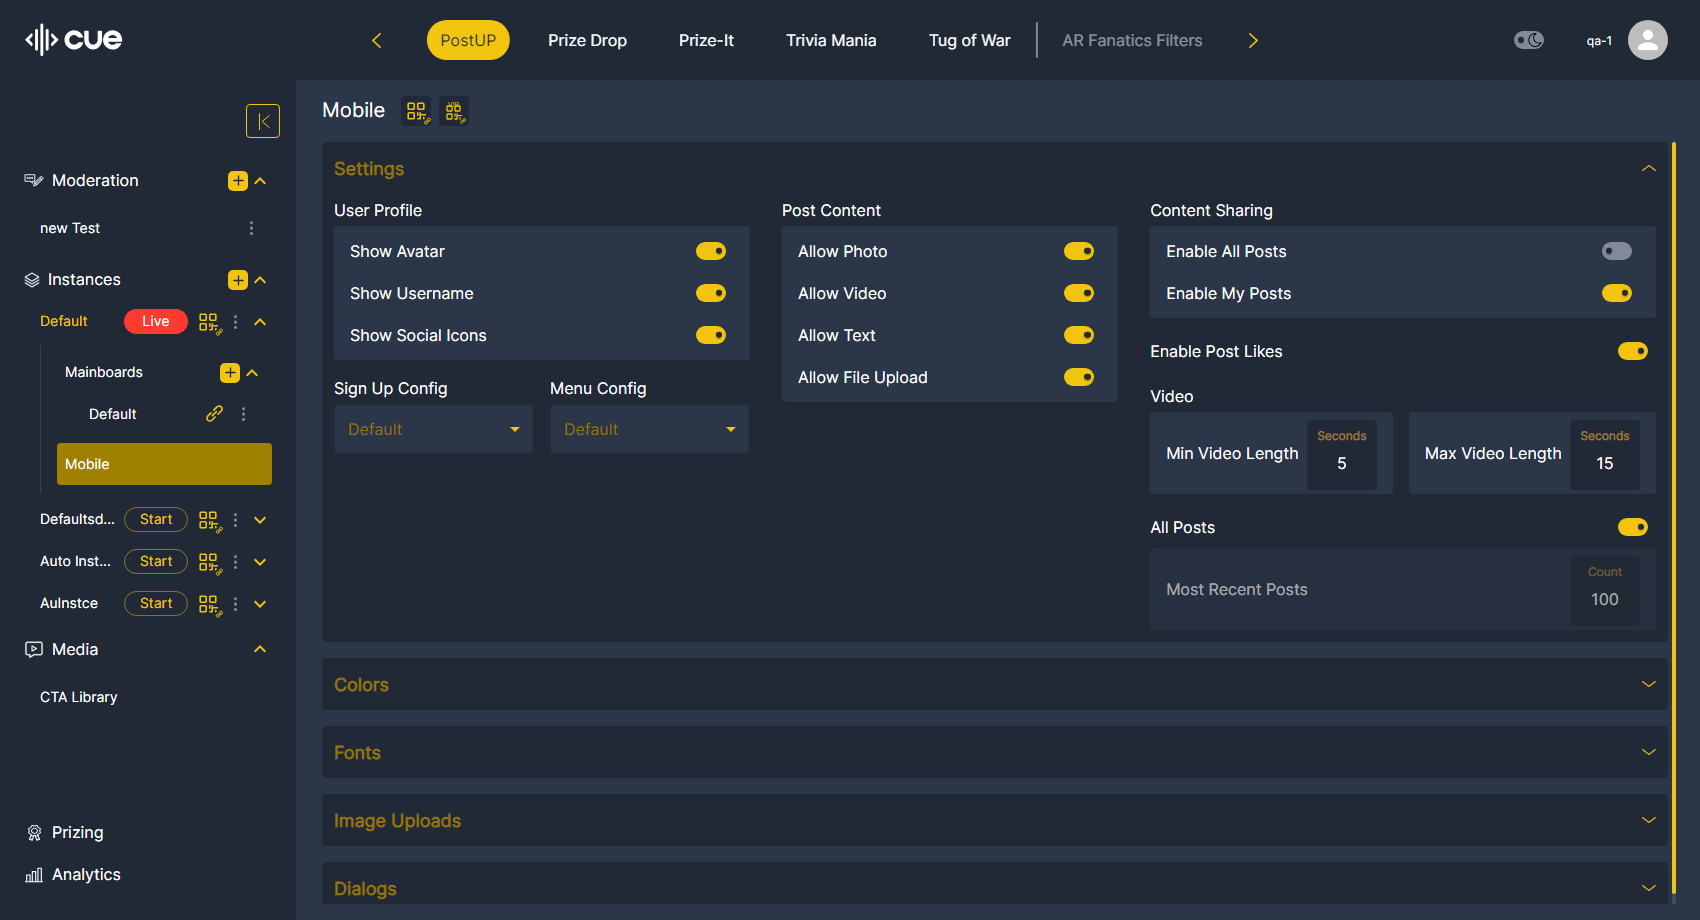 cue
PostUP
Prize Drop
Prize-It
Trivia Mania
Tug of War
AR Fanatics Filters
qa-1
Moderation
new Test
Instances
Default
Live
Mainboards
Default
Mobile
Defaultsd...
Start
Auto Inst...
Start
AuInstce
Start
Media
CTA Library
Prizing
Analytics
Mobile
VIP
Settings
User Profile
Show Avatar
Show Username
Show Social Icons
Sign Up Config
Default
Menu Config
Default
Post Content
Allow Photo
Allow Video
Allow Text
Allow File Upload
Content Sharing
Enable All Posts
Enable My Posts
Enable Post Likes
Video
Min Video Length
Seconds
5
Max Video Length
Seconds
15
All Posts
Most Recent Posts
Count
100
Colors
Fonts
Image Uploads
Dialogs